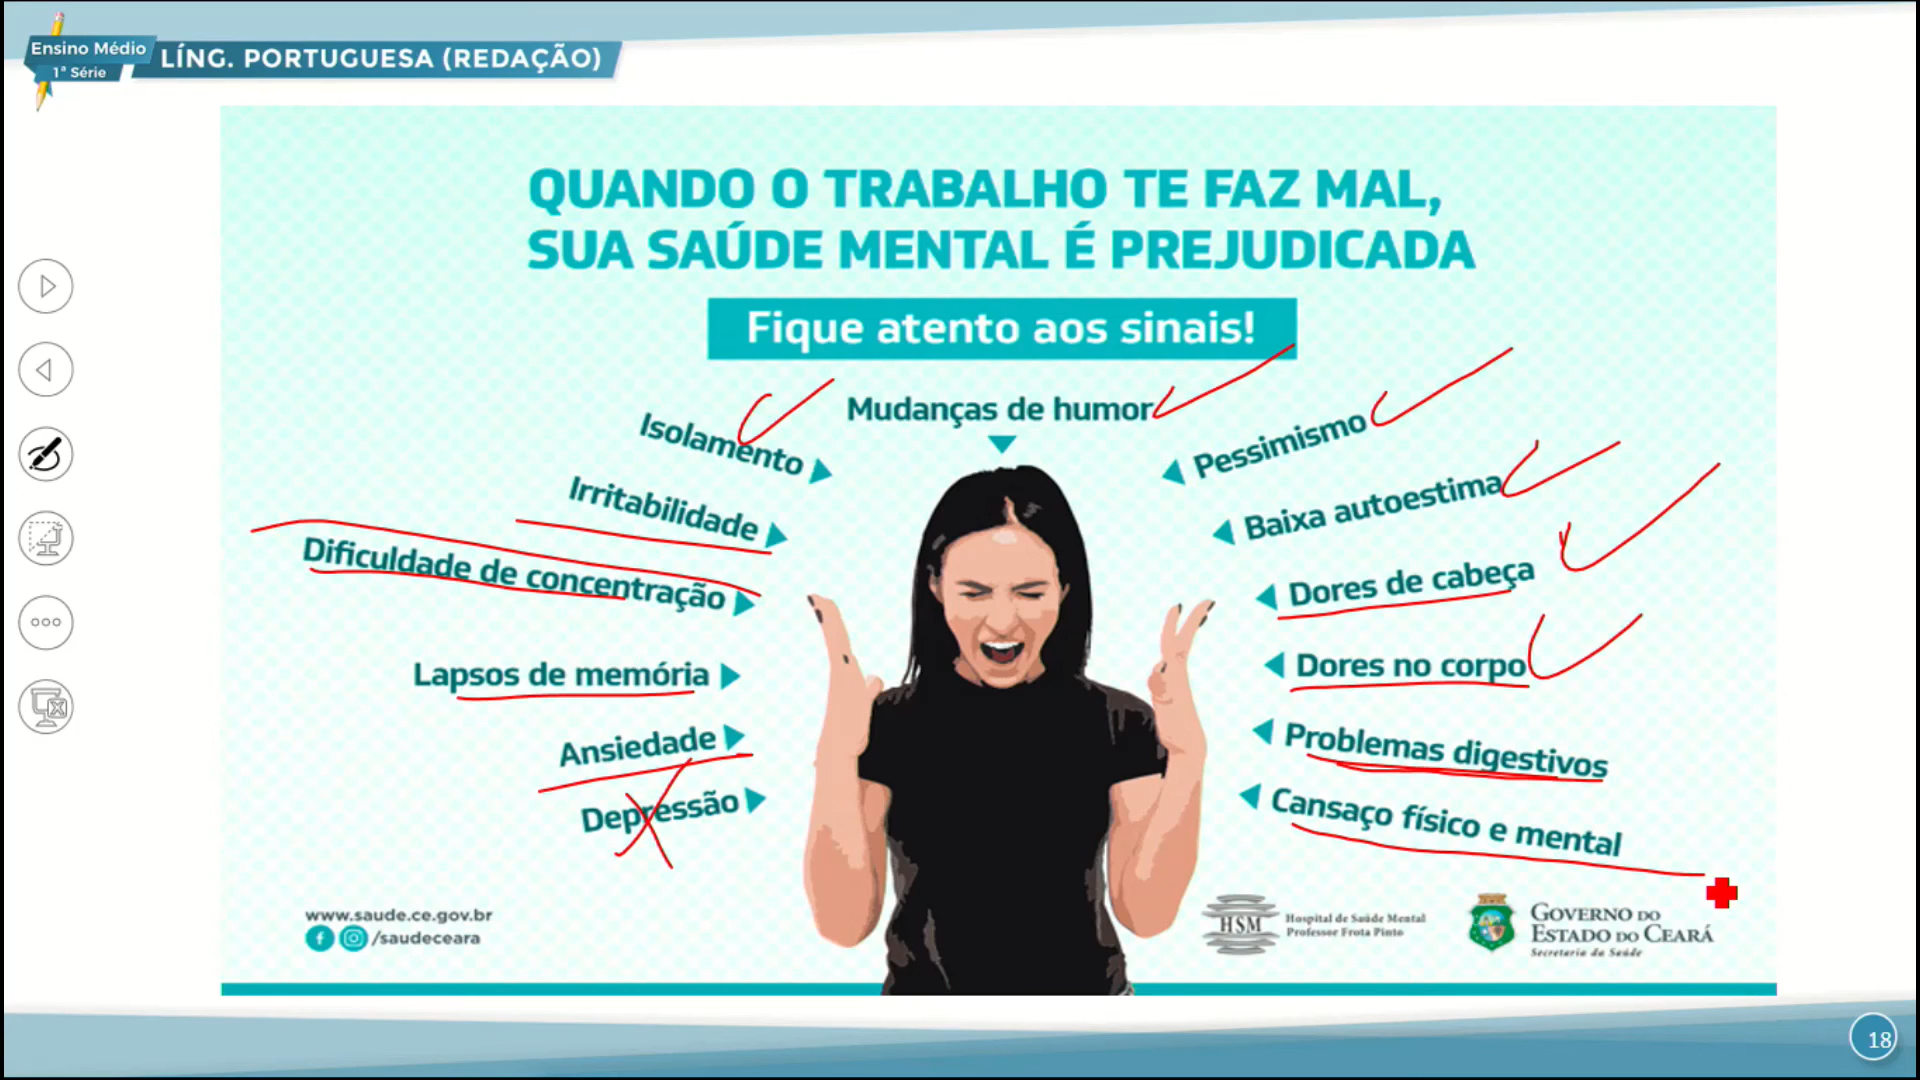 Ensino Médio
1ª Série
LÍNG. PORTUGUESA (REDAÇÃO)
QUANDO O TRABALHO TE FAZ MAL,
SUA SAÚDE MENTAL É PREJUDICADA
Fique atento aos sinais!
Mudanças de humor
Isolamento
Irritabilidade
Dificuldade de concentração
Lapsos de memória
Ansiedade
Depressão
Pessimismo
Baixa autoestima
Dores de cabeça
Dores no corpo
Problemas digestivos
Cansaço físico e mental
www.saude.ce.gov.br
/saudeceara
HSM
Hospital de Saúde Mental
Professor Frota Pinto
GOVERNO DO
ESTADO DO CEARÁ
Secretaria da Saúde
18